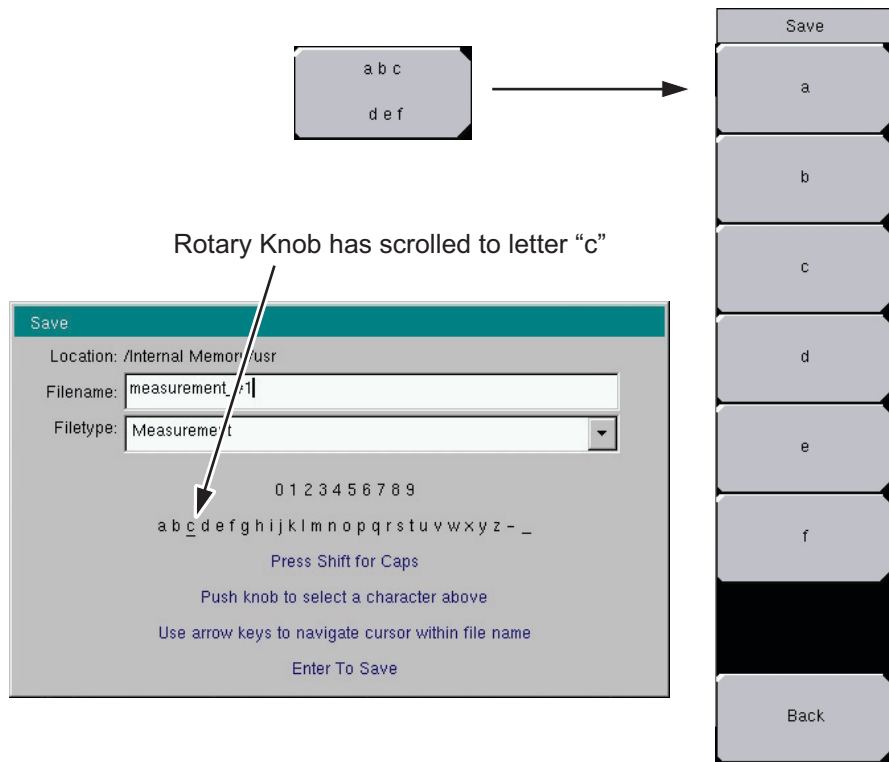 a b c
d e f
Rotary Knob has scrolled to letter “c”
Save
Location: /Internal Memory/usr
Filename: measurement_#1
Filetype: Measurement
0 1 2 3 4 5 6 7 8 9
a b c d e f g h i j k l m n o p q r s t u v w x y z - _
Press Shift for Caps
Push knob to select a character above
Use arrow keys to navigate cursor within file name
Enter To Save
Save
a
b
c
d
e
f
Back